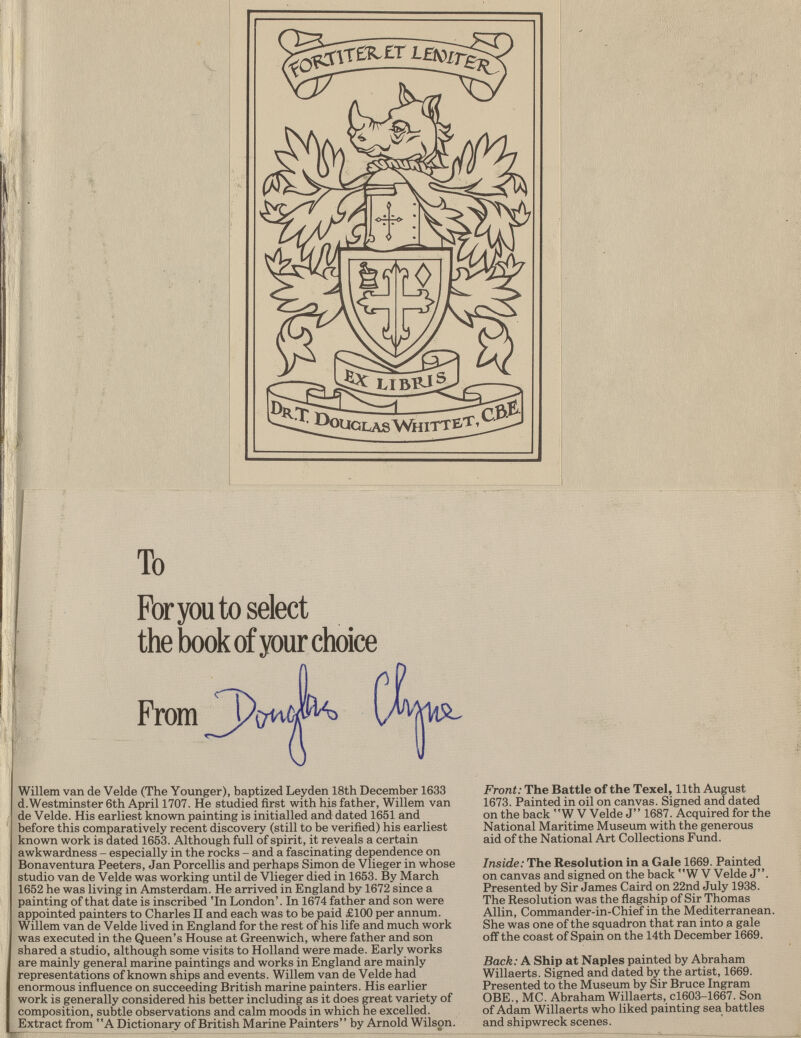 FORTITER ET LENITER
EX LIBRIS
DR. T. DOUGLAS WHITTET, C.B.E.
To
For you to select
the book of your choice
From Douglas Clyne
Willem van de Velde (The Younger), baptized Leyden 18th December 1633
d.Westminster 6th April 1707. He studied first with his father, Willem van
de Velde. His earliest known painting is initialled and dated 1651 and
before this comparatively recent discovery (still to be verified) his earliest
known work is dated 1653. Although full of spirit, it reveals a certain
awkwardness – especially in the rocks – and a fascinating dependence on
Bonaventura Peeters, Jan Porcellis and perhaps Simon de Vlieger in whose
studio van de Velde was working until de Vlieger died in 1653. By March
1652 he was living in Amsterdam. He arrived in England by 1672 since a
painting of that date is inscribed 'In London'. In 1674 father and son were
appointed painters to Charles II and each was to be paid £100 per annum.
Willem van de Velde lived in England for the rest of his life and much work
was executed in the Queen's House at Greenwich, where father and son
shared a studio, although some visits to Holland were made. Early works
are mainly general marine paintings and works in England are mainly
representations of known ships and events. Willem van de Velde had
enormous influence on succeeding British marine painters. His earlier
work is generally considered his better including as it does great variety of
composition, subtle observations and calm moods in which he excelled.
Extract from "A Dictionary of British Marine Painters" by Arnold Wilson.
Front: The Battle of the Texel, 11th August
1673. Painted in oil on canvas. Signed and dated
on the back "W V Velde J" 1687. Acquired for the
National Maritime Museum with the generous
aid of the National Art Collections Fund.
Inside: The Resolution in a Gale 1669. Painted
on canvas and signed on the back "W V Velde J".
Presented by Sir James Caird on 22nd July 1938.
The Resolution was the flagship of Sir Thomas
Allin, Commander-in-Chief in the Mediterranean.
She was one of the squadron that ran into a gale
off the coast of Spain on the 14th December 1669.
Back: A Ship at Naples painted by Abraham
Willaerts. Signed and dated by the artist, 1669.
Presented to the Museum by Sir Bruce Ingram
OBE., MC. Abraham Willaerts, c1603-1667. Son
of Adam Willaerts who liked painting sea battles
and shipwreck scenes.